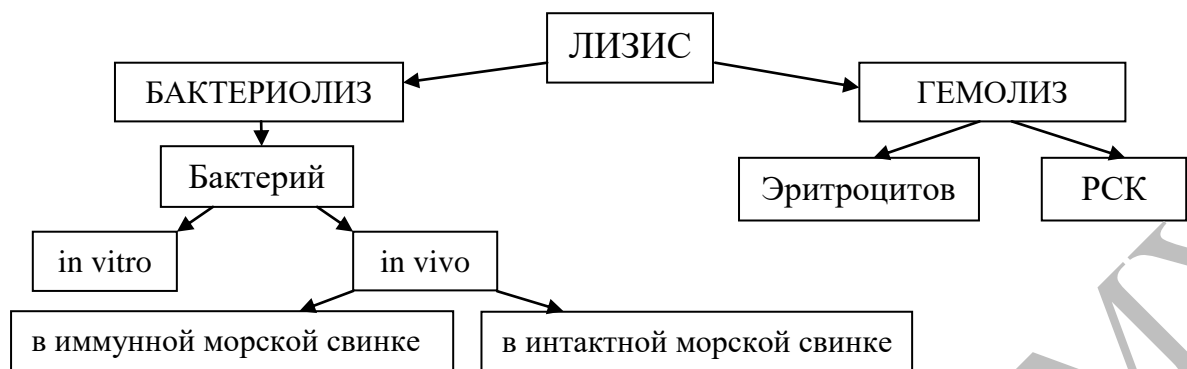 ЛИЗИС
БАКТЕРИОЛИЗ
ГЕМОЛИЗ
Бактерий
Эритроцитов
РСК
in vitro
in vivo
в иммунной морской свинке
в интактной морской свинке